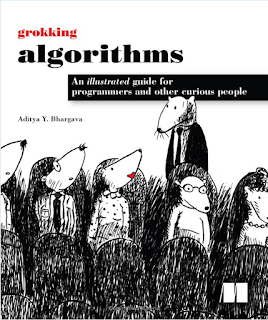 grokking
algorithms
An illustrated guide for
programmers and other curious people
Aditya Y. Bhargava